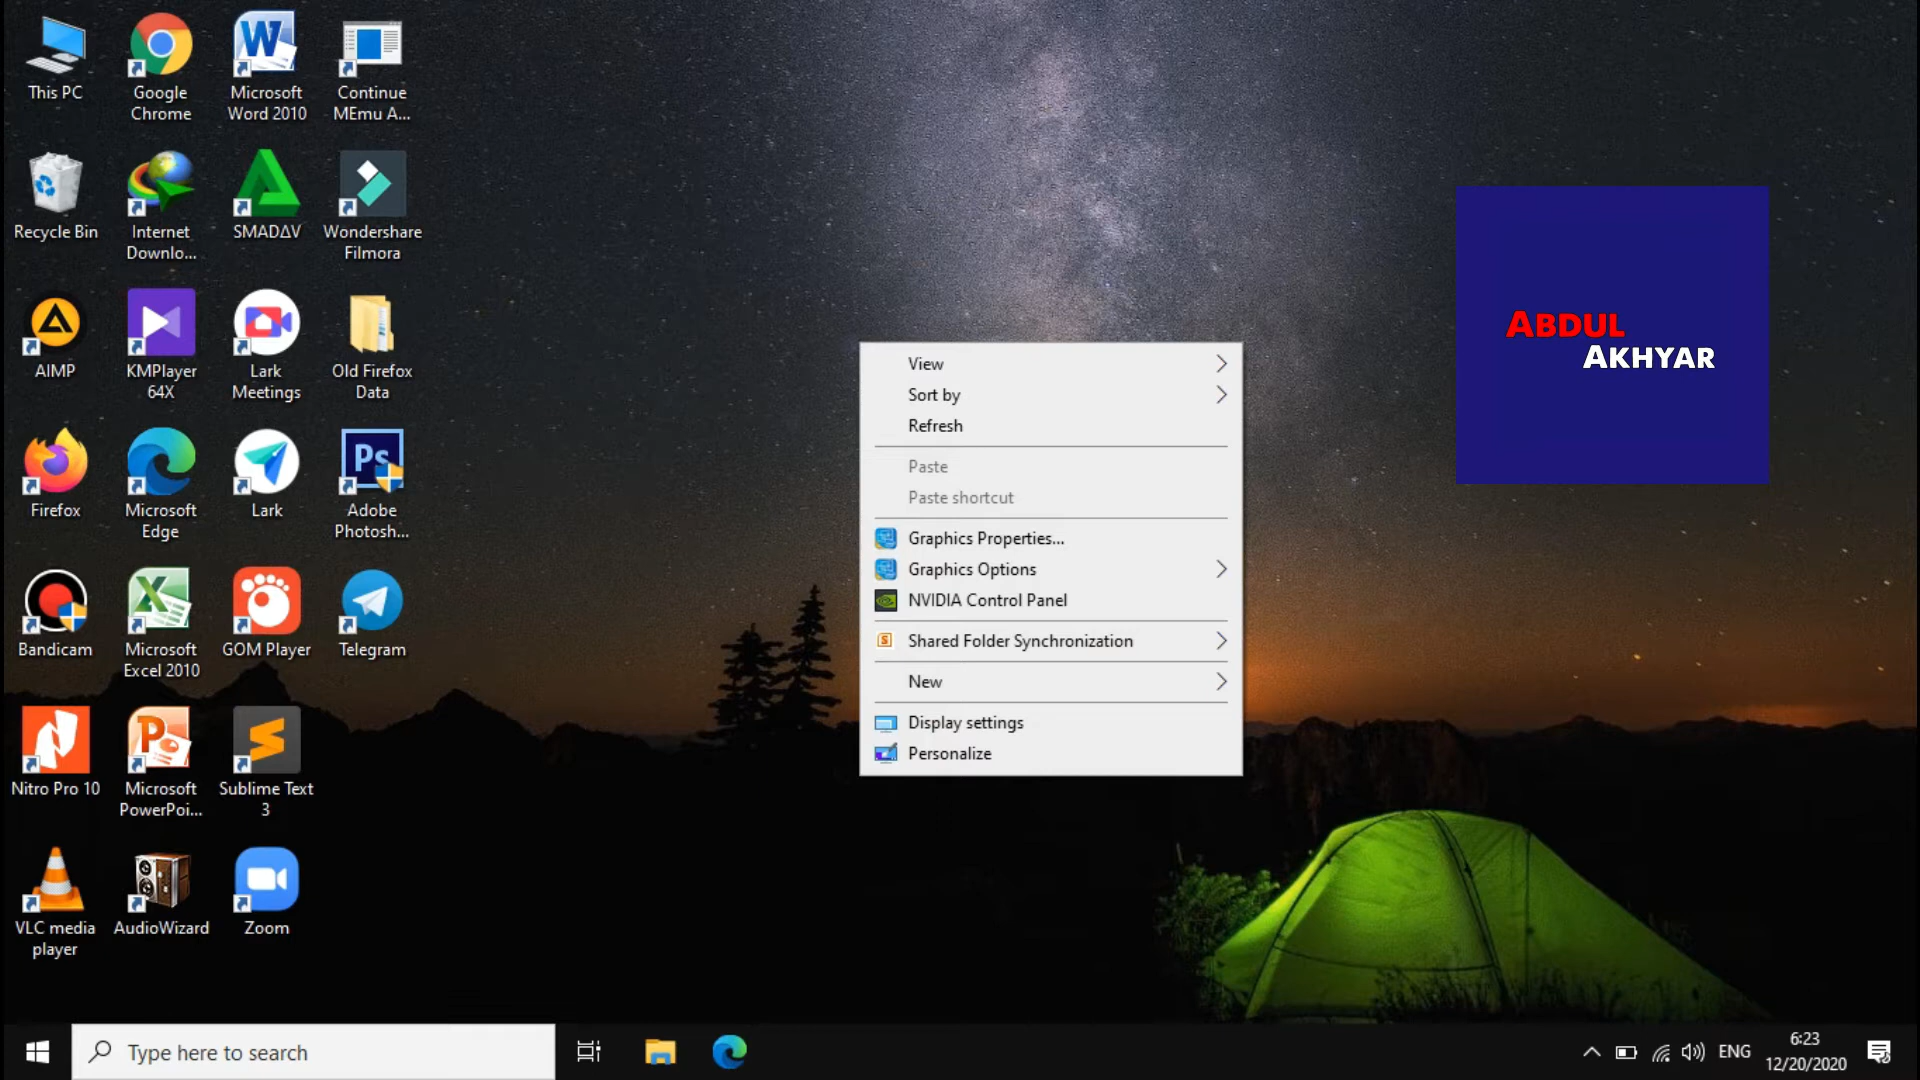 This PC
Google
Chrome
Microsoft
Word 2010
Continue
MEmu A...
Recycle Bin
Internet
Downlo...
SMADΔV
Wondershare
Filmora
AIMP
KMPlayer
64X
Lark
Meetings
Old Firefox
Data
Firefox
Microsoft
Edge
Lark
Ps
Adobe
Photosh...
Bandicam
Microsoft
Excel 2010
GOM Player
Telegram
Nitro Pro 10
Microsoft
PowerPoi...
Sublime Text
3
VLC media
player
AudioWizard
Zoom
View
Sort by
Refresh
Paste
Paste shortcut
Graphics Properties...
Graphics Options
NVIDIA Control Panel
Shared Folder Synchronization
New
Display settings
Personalize
ABDUL
AKHYAR
Type here to search
ENG
6:23
12/20/2020